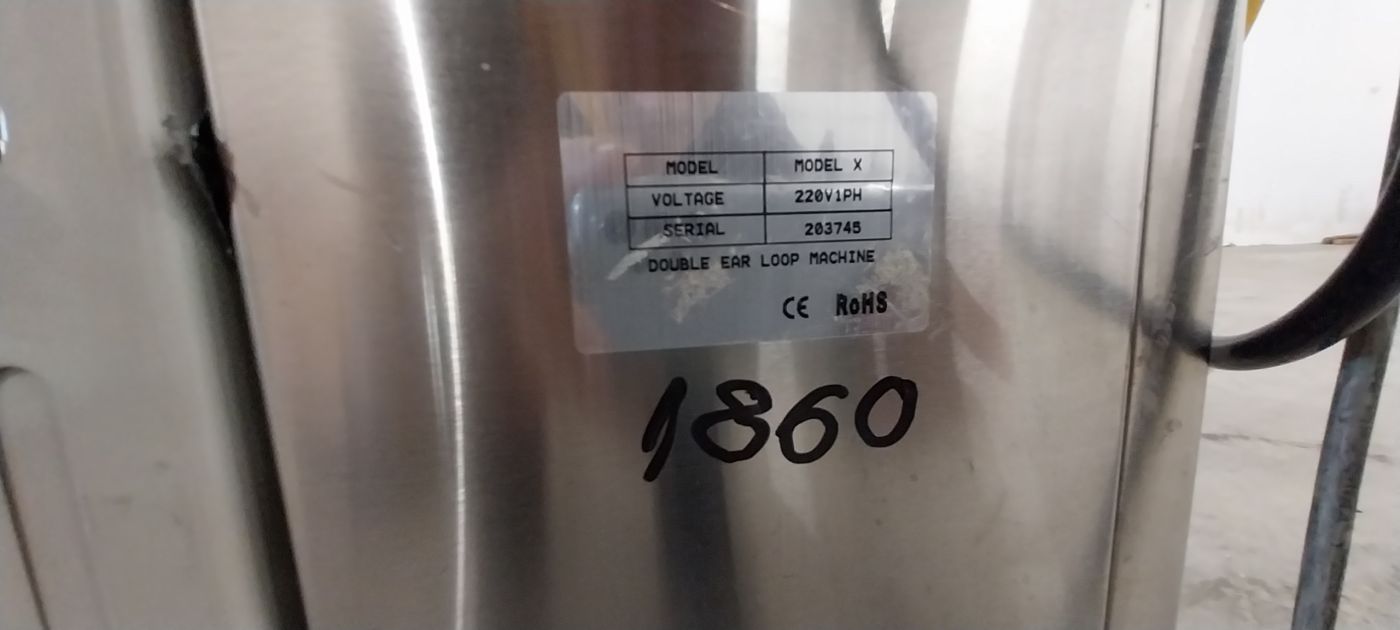 MODEL MODEL X
VOLTAGE 220V1PH
SERIAL 203745
DOUBLE EAR LOOP MACHINE
CE RoHS
1860